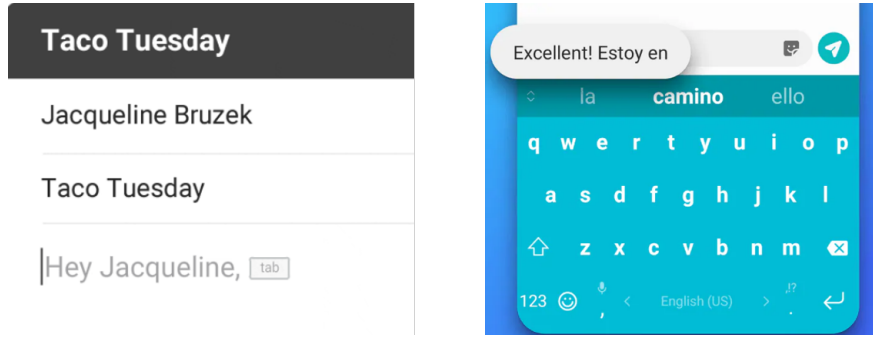 Taco Tuesday
Jacqueline Bruzek
Taco Tuesday
Hey Jacqueline, tab
Excellent! Estoy en
la camino ello
q w e r t y u i o p
a s d f g h j k l
z x c v b n m
123 , < English (US) > ,!? .